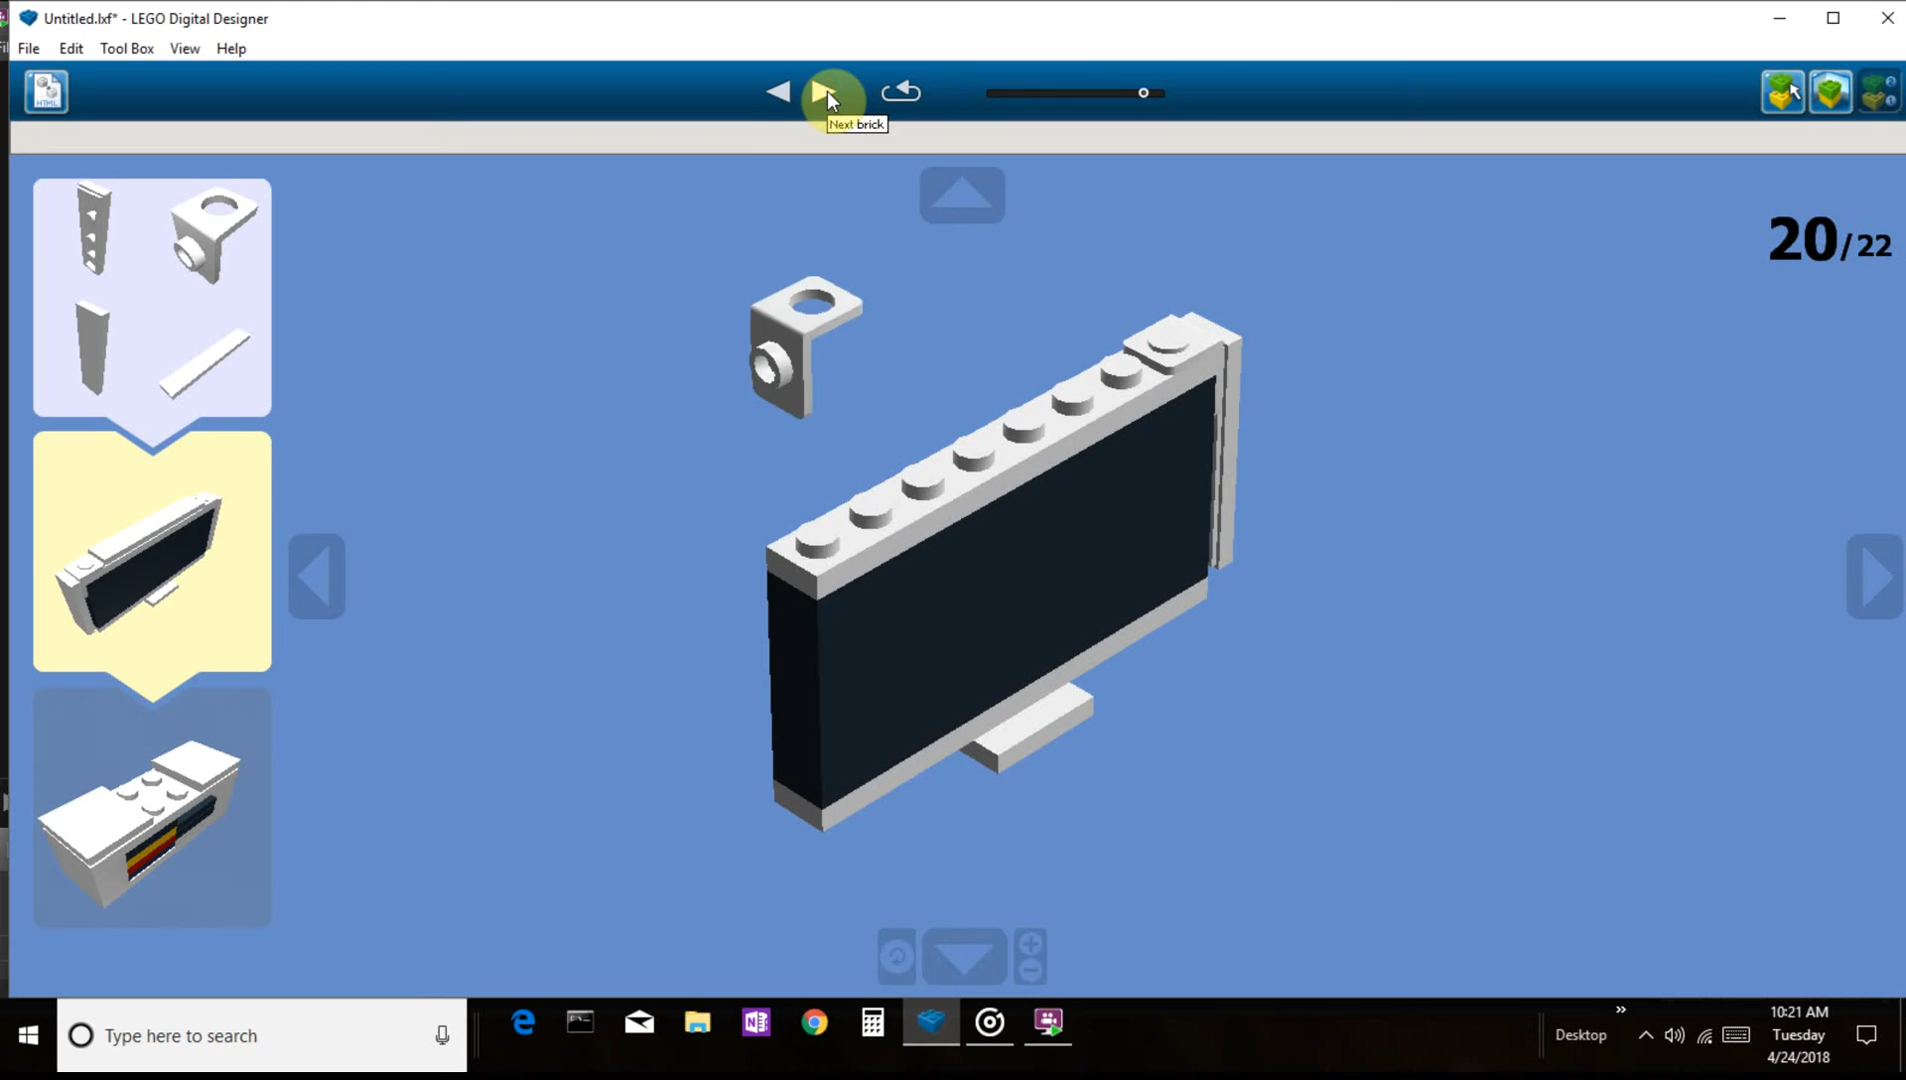 Untitled.lxf* - LEGO Digital Designer
File Edit Tool Box View Help
HTML
Next brick
20/22
Type here to search
Desktop
10:21 AM
Tuesday
4/24/2018